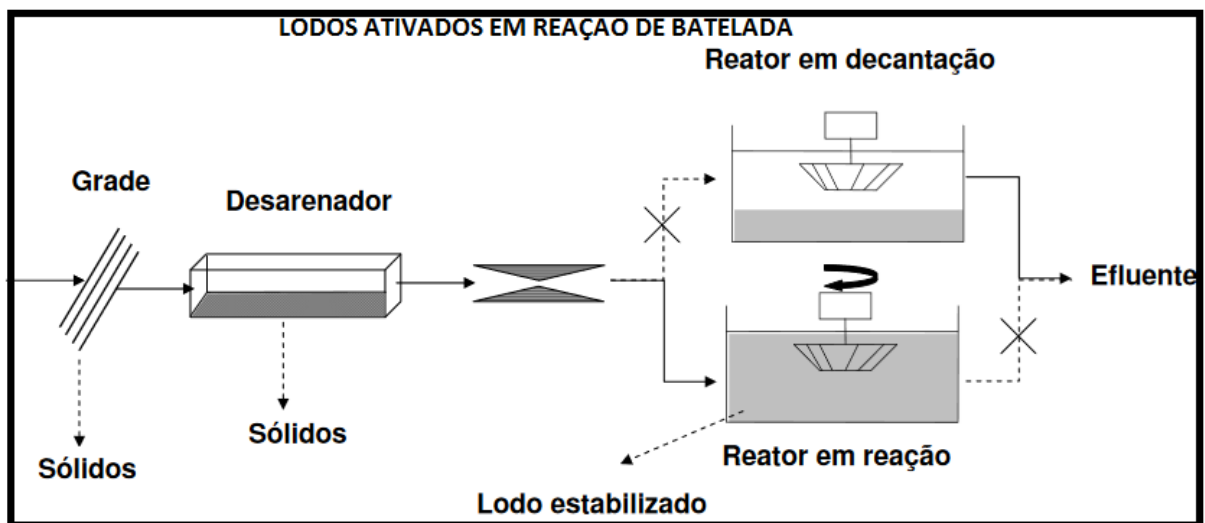 LODOS ATIVADOS EM REAÇAO DE BATELADA
Reator em decantação
Grade
Desarenador
Efluente
Sólidos
Sólidos
Reator em reação
Lodo estabilizado